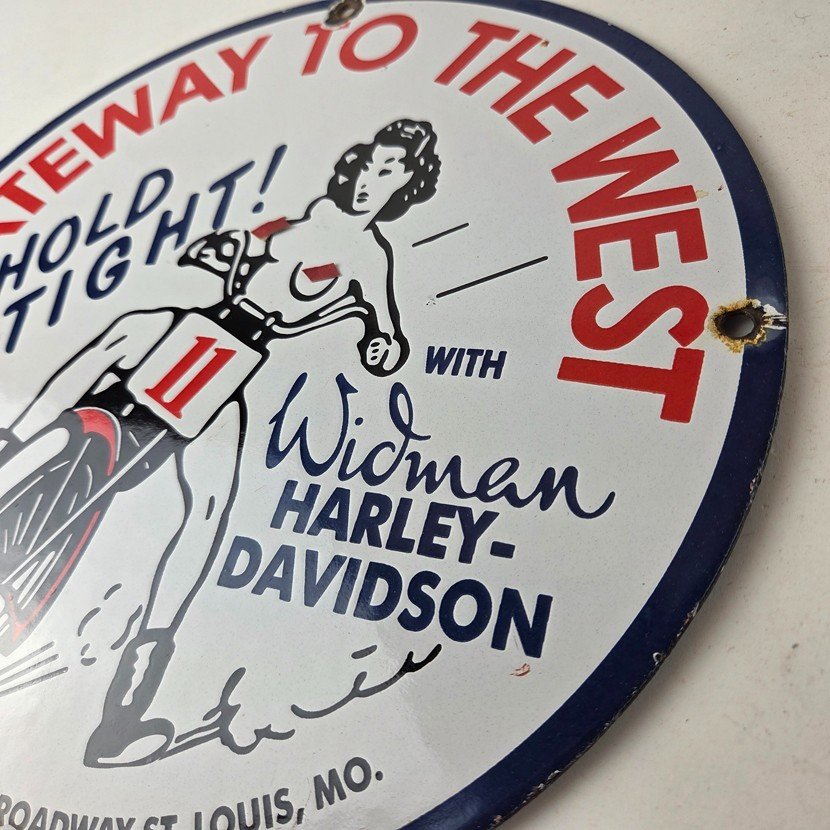 ATEWAY TO THE WEST
HOLD
TIGHT!
11
WITH
Widman
HARLEY-
DAVIDSON
ROADWAY ST. LOUIS, MO.